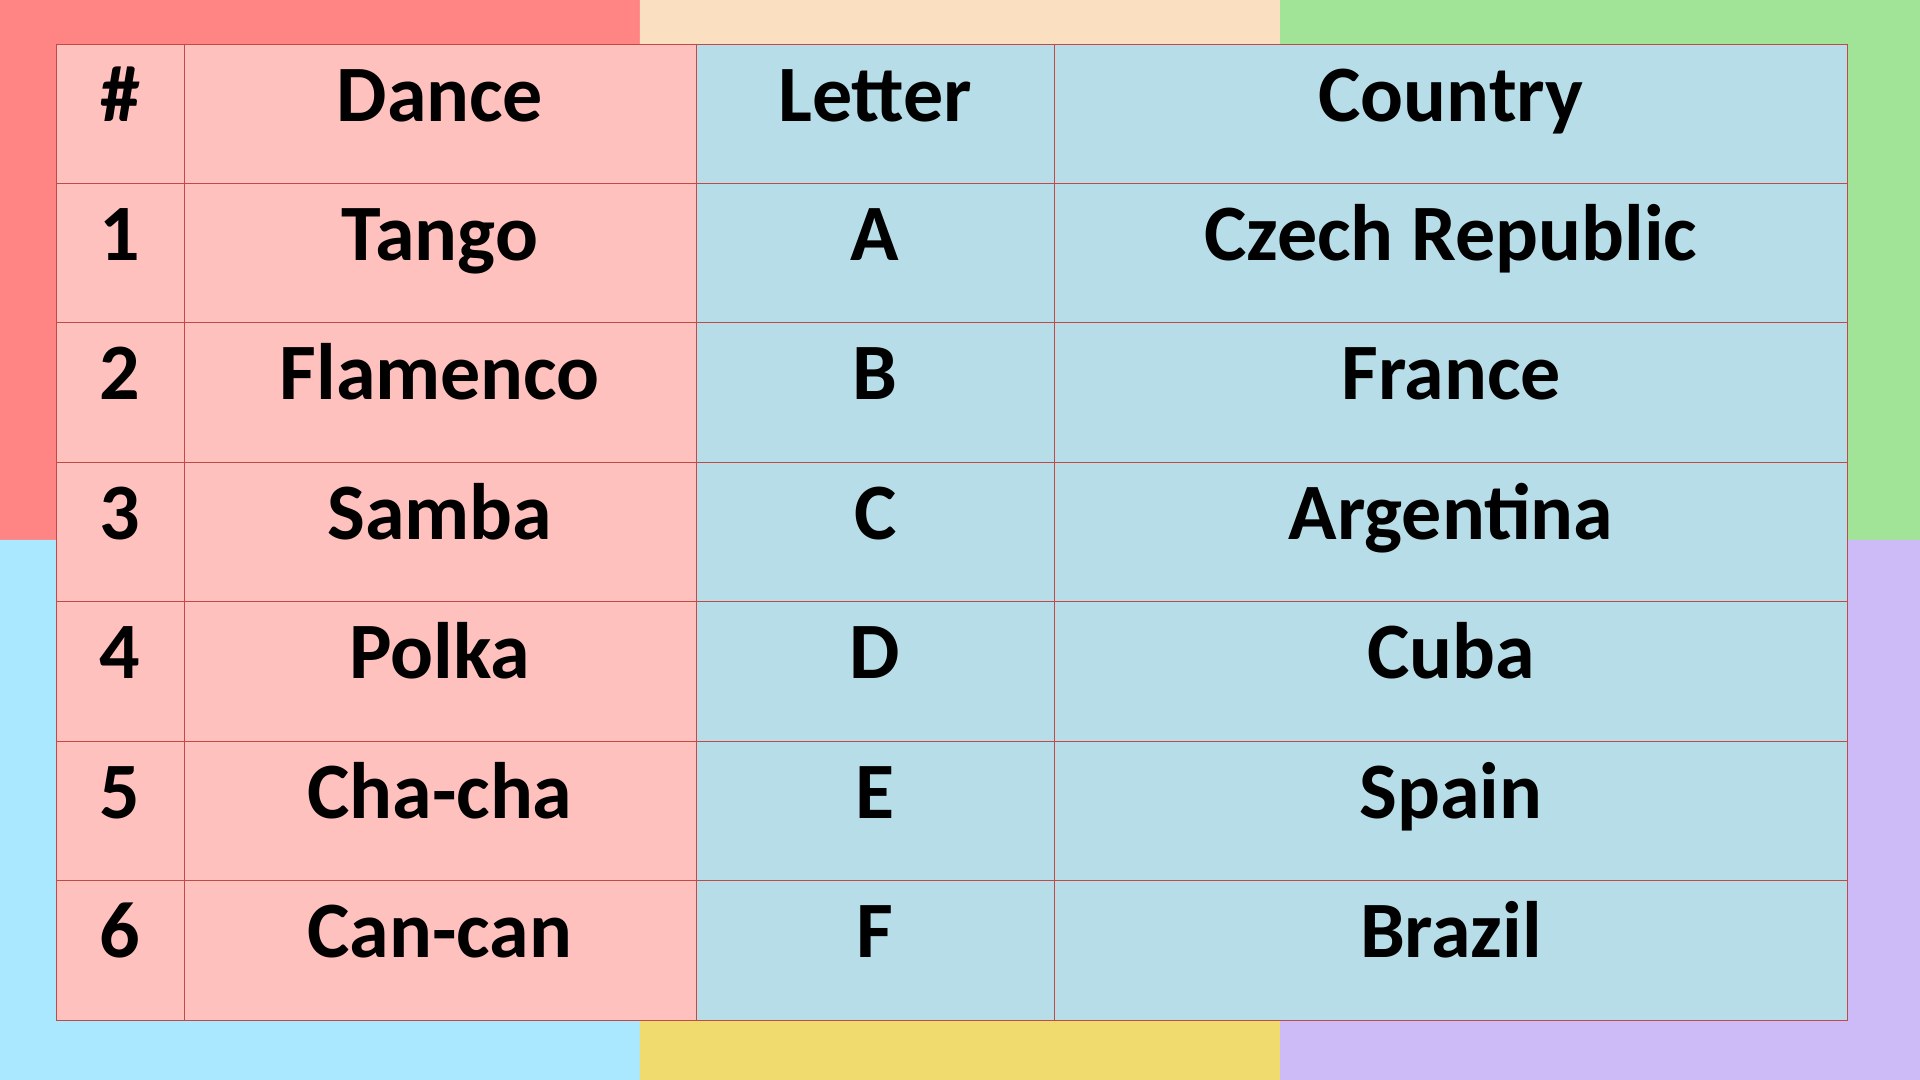 # Dance Letter Country
1 Tango A Czech Republic
2 Flamenco B France
3 Samba C Argentina
4 Polka D Cuba
5 Cha-cha E Spain
6 Can-can F Brazil